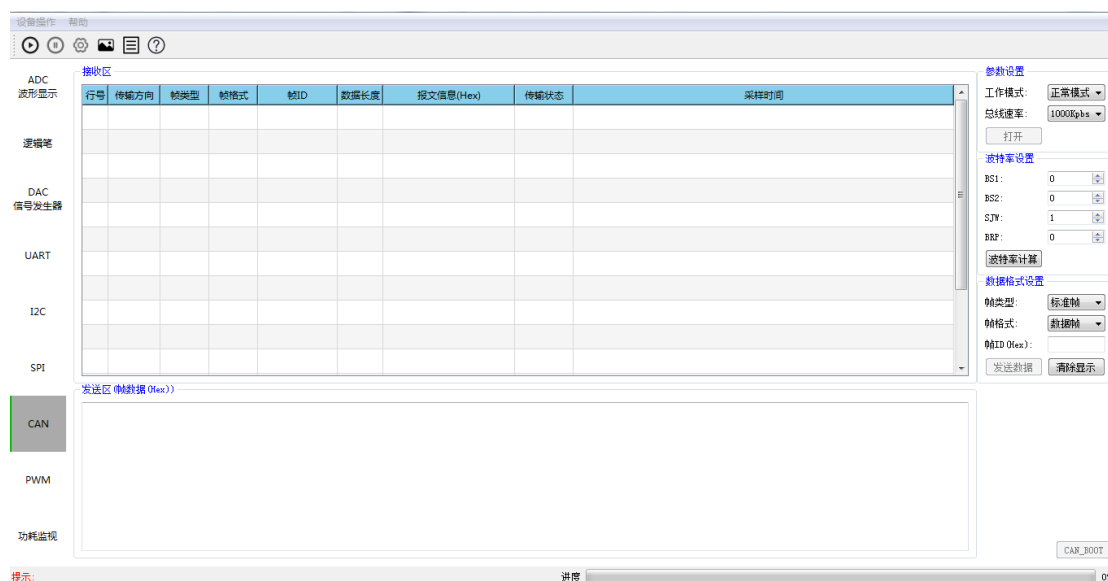 设备操作 帮助
ADC
波形显示
逻辑笔
DAC
信号发生器
UART
I2C
SPI
CAN
PWM
功耗监视
接收区
行号 传输方向 帧类型 帧格式 帧ID 数据长度 报文信息(Hex) 传输状态 采样时间
发送区(帧数据(Hex))
参数设置
工作模式: 正常模式
总线速率: 1000Kpbs
打开
波特率设置
BS1: 0
BS2: 0
SJW: 1
BRP: 0
波特率计算
数据格式设置
帧类型: 标准帧
帧格式: 数据帧
帧ID(Hex):
发送数据 清除显示
CAN_BOOT
提示: 进度